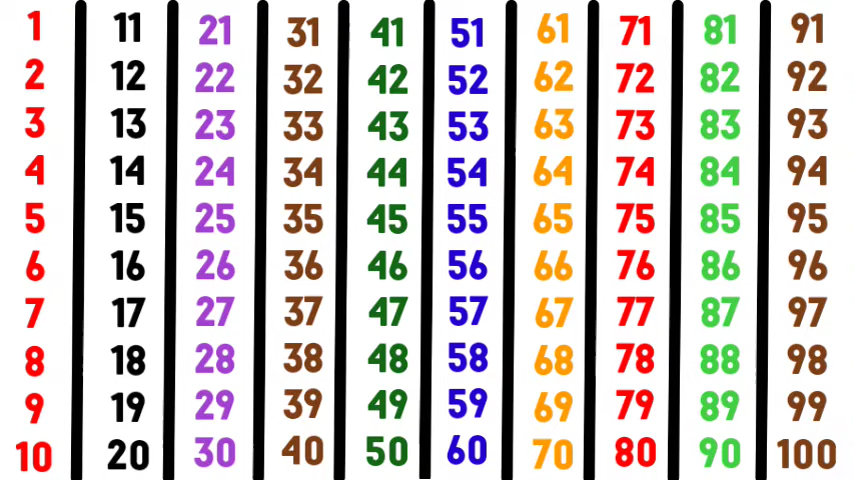 1 11 21 31 41 51 61 71 81 91
2 12 22 32 42 52 62 72 82 92
3 13 23 33 43 53 63 73 83 93
4 14 24 34 44 54 64 74 84 94
5 15 25 35 45 55 65 75 85 95
6 16 26 36 46 56 66 76 86 96
7 17 27 37 47 57 67 77 87 97
8 18 28 38 48 58 68 78 88 98
9 19 29 39 49 59 69 79 89 99
10 20 30 40 50 60 70 80 90 100